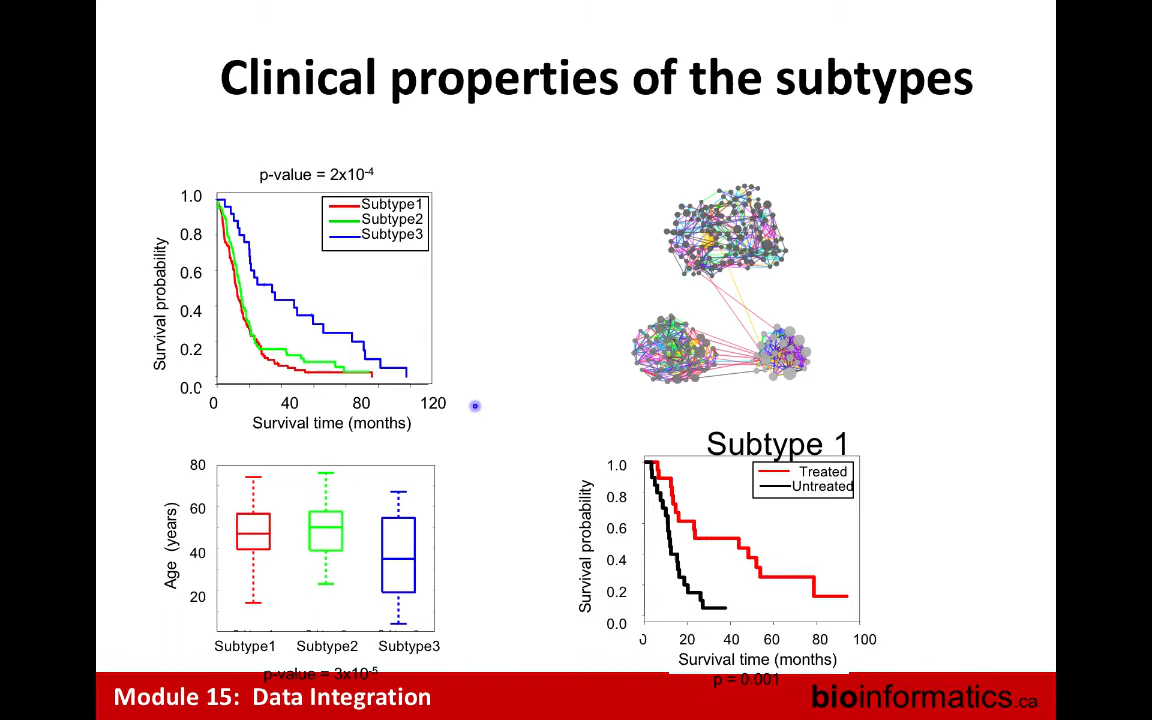 Clinical properties of the subtypes
p-value = 2x10-4
Survival probability
1.0
0.8
0.6
0.4
0.2
0.0
Subtype1
Subtype2
Subtype3
0 40 80 120
Survival time (months)
Age (years)
80
60
40
20
Subtype1 Subtype2 Subtype3
p-value = 3x10-5
Subtype 1
Survival probability
1.0
0.8
0.6
0.4
0.2
0.0
Treated
Untreated
0 20 40 60 80 100
Survival time (months)
p = 0.001
Module 15: Data Integration
bioinformatics.ca